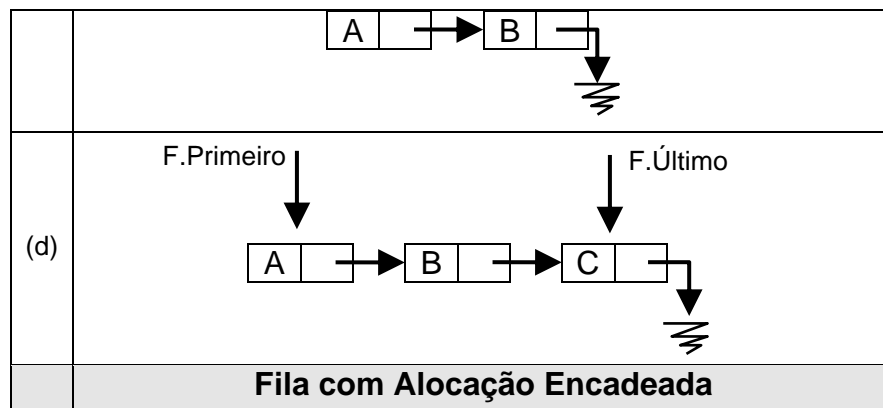 A B
F.Primeiro F.Último
(d)
A B C
Fila com Alocação Encadeada